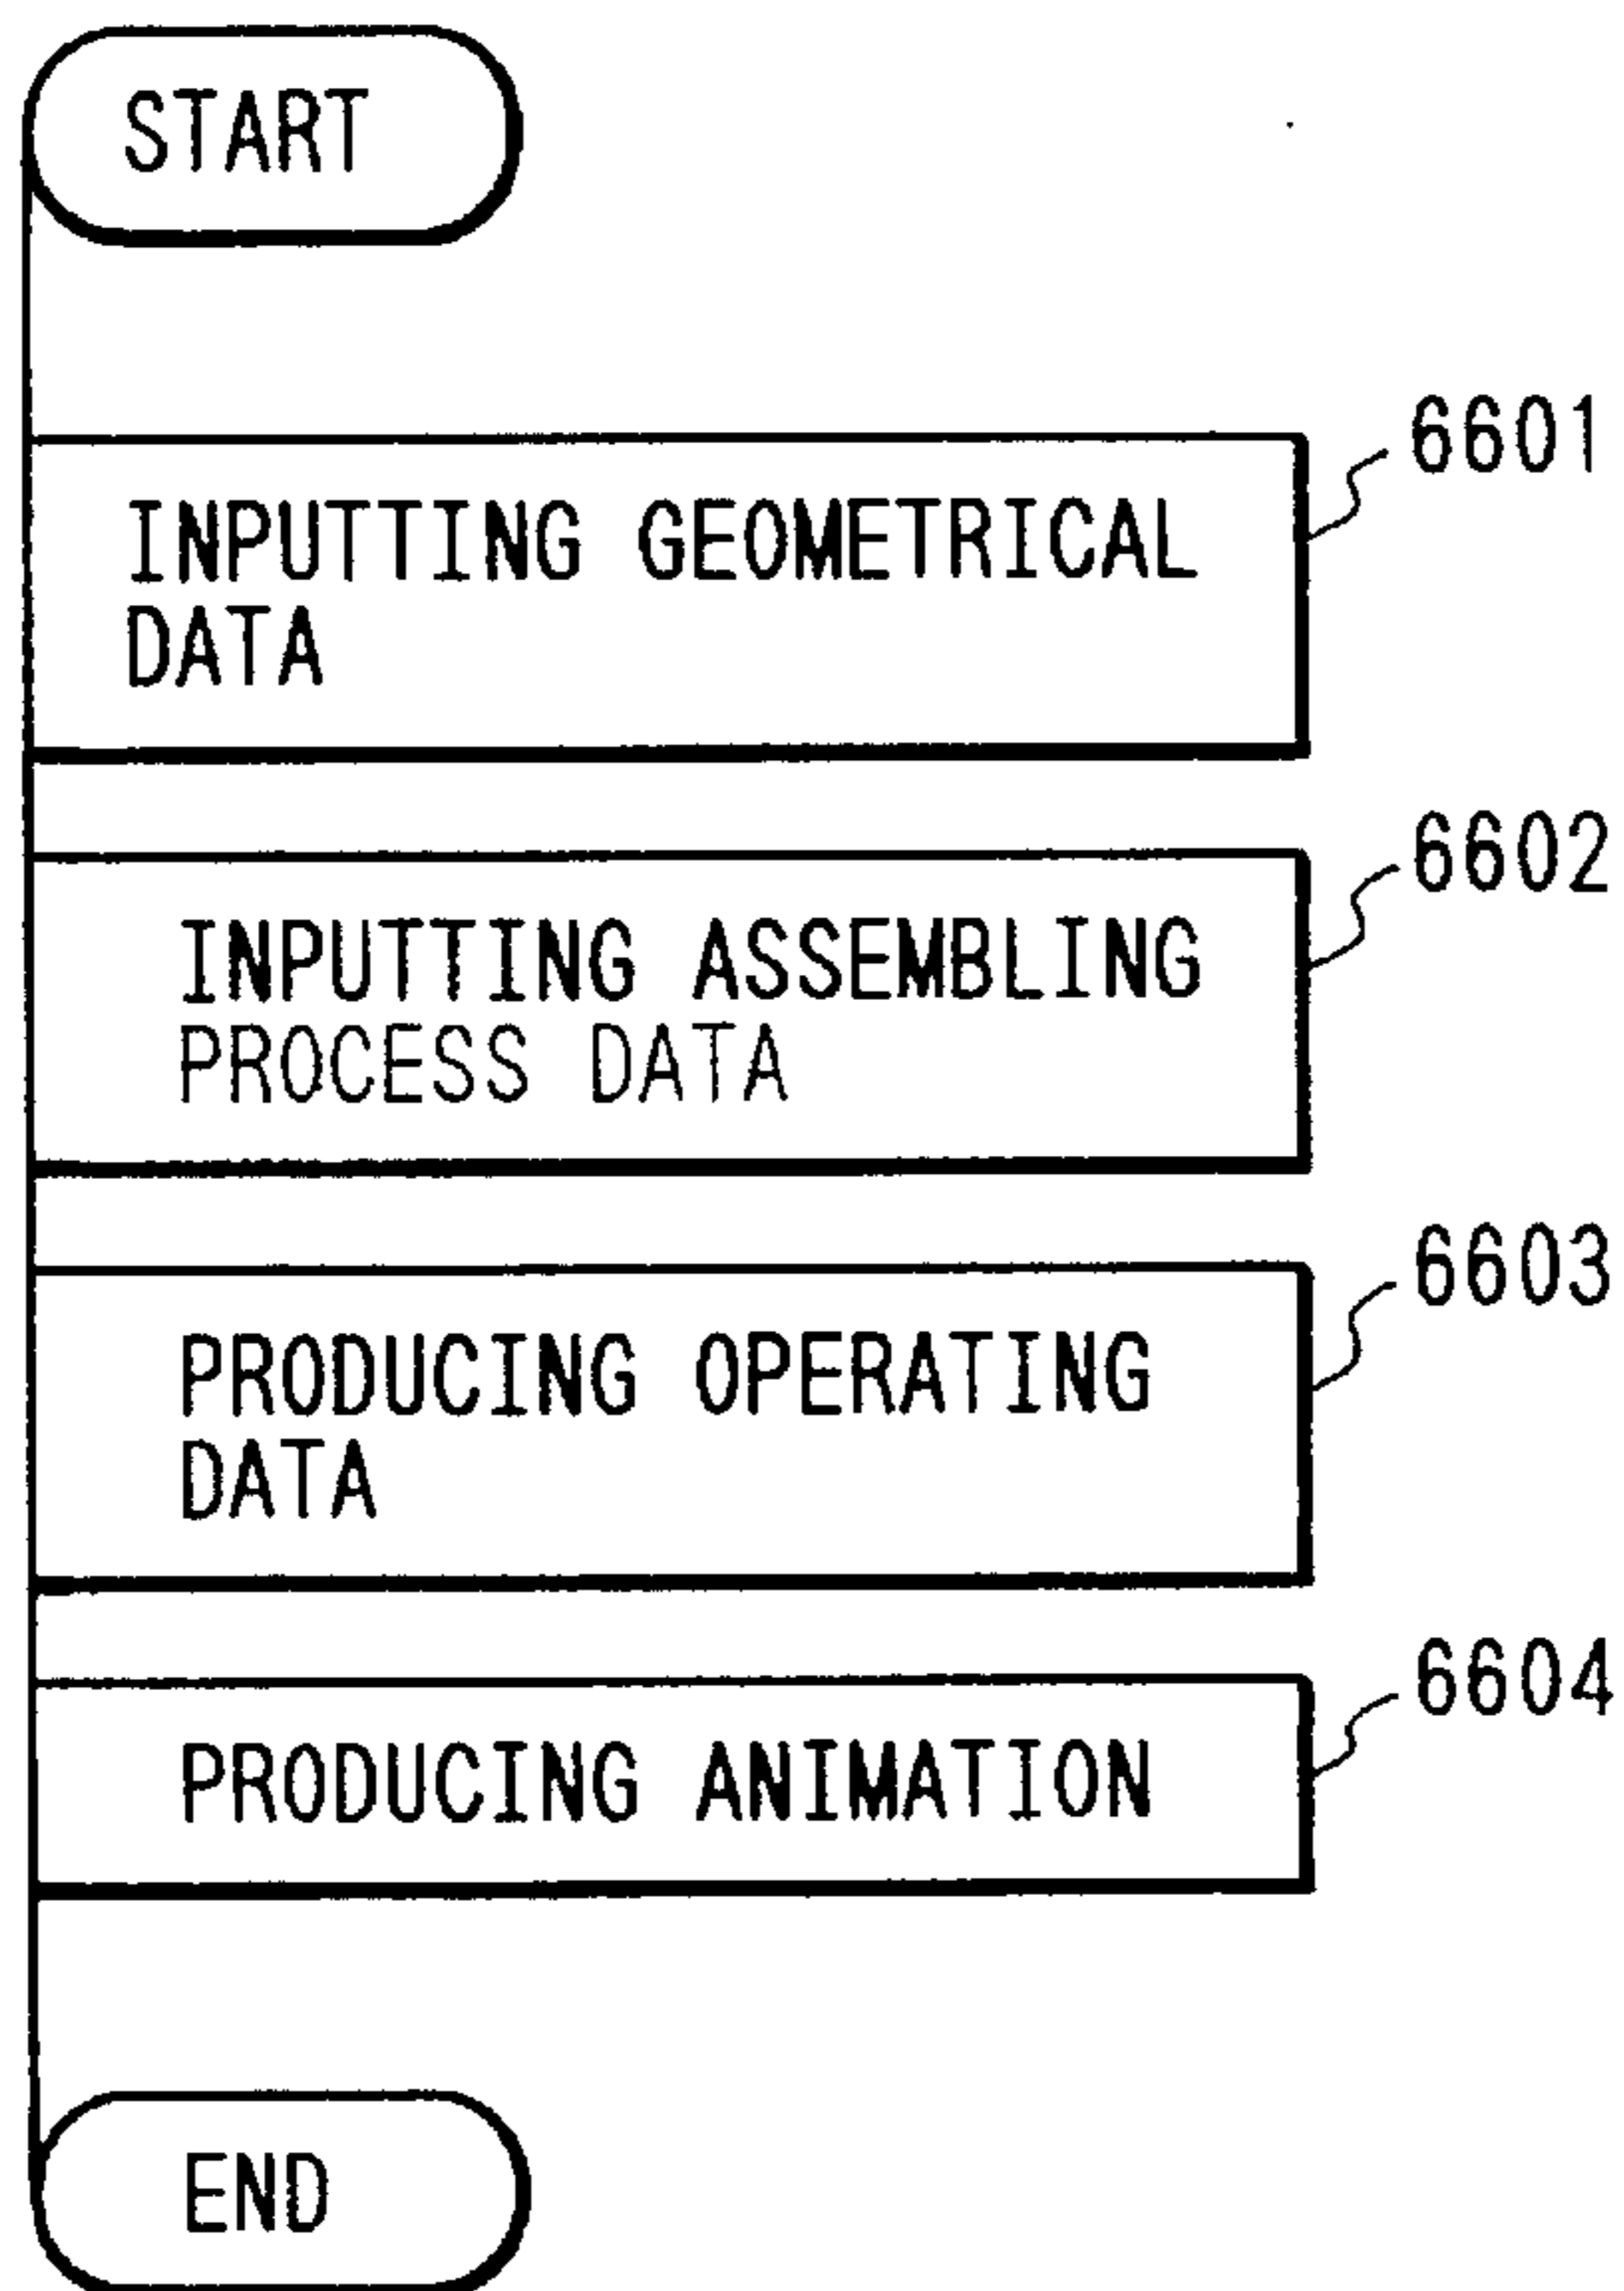 START
6601
INPUTTING GEOMETRICAL
DATA
6602
INPUTTING ASSEMBLING
PROCESS DATA
6603
PRODUCING OPERATING
DATA
6604
PRODUCING ANIMATION
END